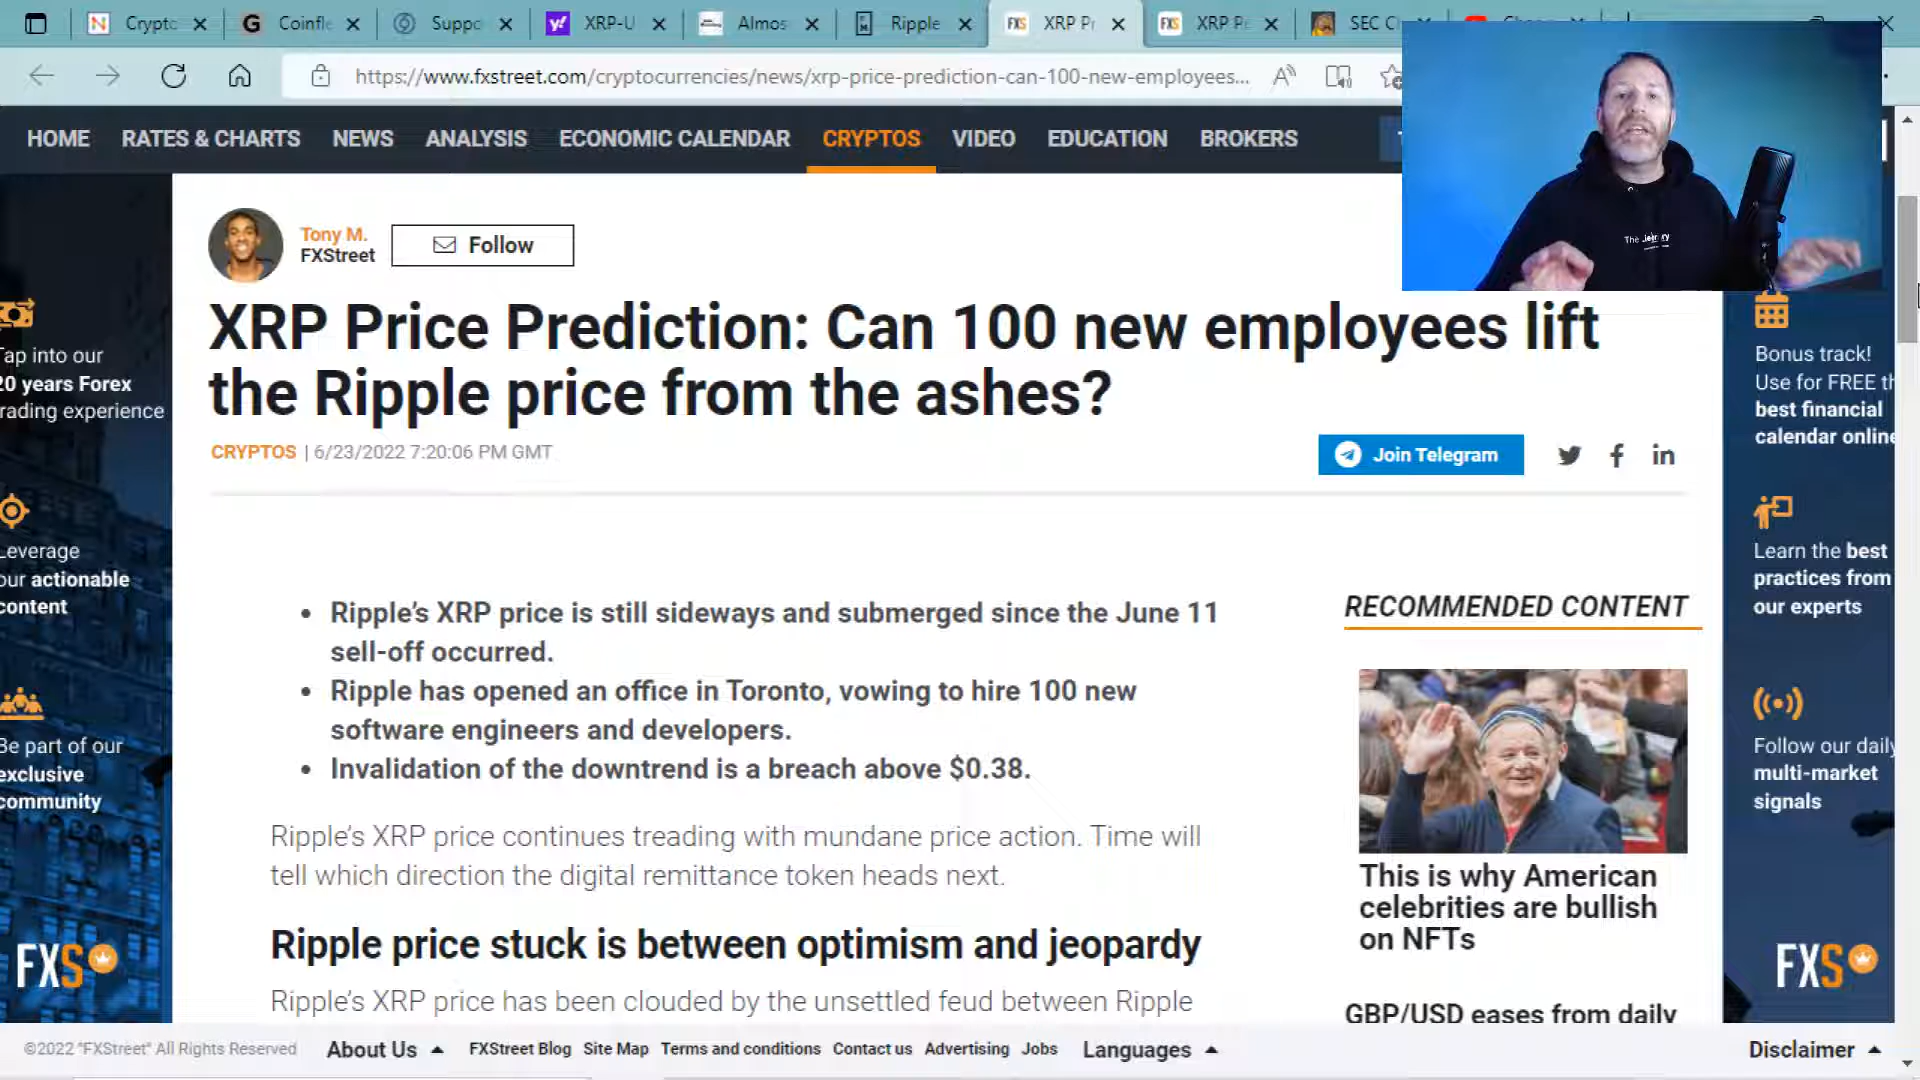 Crypto
Coinfle
Suppo
XRP-U
Almos
Ripple
FXS XRP Pr
FXS XRP Pr
SEC C
https://www.fxstreet.com/cryptocurrencies/news/xrp-price-prediction-can-100-new-employees...
HOME RATES & CHARTS NEWS ANALYSIS ECONOMIC CALENDAR CRYPTOS VIDEO EDUCATION BROKERS
Tony M.
FXStreet
Follow
XRP Price Prediction: Can 100 new employees lift
the Ripple price from the ashes?
CRYPTOS | 6/23/2022 7:20:06 PM GMT
Join Telegram
Ripple's XRP price is still sideways and submerged since the June 11
sell-off occurred.
Ripple has opened an office in Toronto, vowing to hire 100 new
software engineers and developers.
Invalidation of the downtrend is a breach above $0.38.
Ripple's XRP price continues treading with mundane price action. Time will
tell which direction the digital remittance token heads next.
Ripple price stuck is between optimism and jeopardy
Ripple's XRP price has been clouded by the unsettled feud between Ripple
RECOMMENDED CONTENT
This is why American
celebrities are bullish
on NFTs
GBP/USD eases from daily
Tap into our
20 years Forex
trading experience
Leverage
our actionable
content
Be part of our
exclusive
community
FXS
Bonus track!
Use for FREE th
best financial
calendar online
Learn the best
practices from
our experts
Follow our daily
multi-market
signals
FXS
©2022 "FXStreet" All Rights Reserved
About Us
FXStreet Blog Site Map Terms and conditions Contact us Advertising Jobs
Languages
Disclaimer